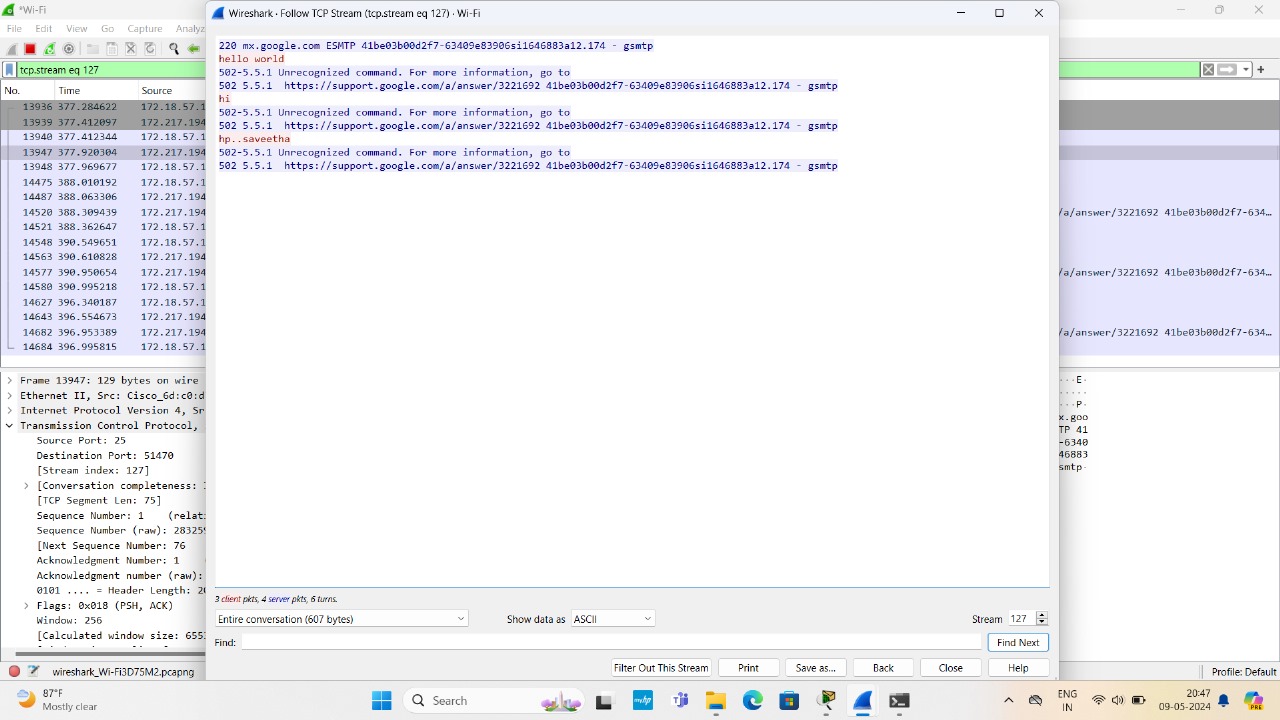 *Wi-Fi
Wireshark · Follow TCP Stream (tcp.stream eq 127) · Wi-Fi
File Edit View Go Capture Analyz
tcp.stream eq 127
No. Time Source
13936 377.284622 172.18.57.1
13939 377.412097 172.217.194
13940 377.412344 172.18.57.1
13947 377.920304 172.217.194
13948 377.969677 172.18.57.1
14475 388.010192 172.18.57.1
14487 388.063306 172.217.194
14520 388.309439 172.217.194
14521 388.362647 172.18.57.1
14548 390.549651 172.18.57.1
14563 390.610828 172.217.194
14577 390.950654 172.217.194
14580 390.995218 172.18.57.1
14627 396.340187 172.18.57.1
14643 396.554673 172.217.194
14682 396.953389 172.217.194
14684 396.995815 172.18.57.1
220 mx.google.com ESMTP 41be03b00d2f7-63409e83906si1646883a12.174 - gsmtp
hello world
502-5.5.1 Unrecognized command. For more information, go to
502 5.5.1  https://support.google.com/a/answer/3221692 41be03b00d2f7-63409e83906si1646883a12.174 - gsmtp
hi
502-5.5.1 Unrecognized command. For more information, go to
502 5.5.1  https://support.google.com/a/answer/3221692 41be03b00d2f7-63409e83906si1646883a12.174 - gsmtp
hp..saveetha
502-5.5.1 Unrecognized command. For more information, go to
502 5.5.1  https://support.google.com/a/answer/3221692 41be03b00d2f7-63409e83906si1646883a12.174 - gsmtp
/a/answer/3221692 41be03b00d2f7-634…
/a/answer/3221692 41be03b00d2f7-634…
/a/answer/3221692 41be03b00d2f7-634…
Frame 13947: 129 bytes on wire
Ethernet II, Src: Cisco_6d:c0:d
Internet Protocol Version 4, Sr
Transmission Control Protocol,
Source Port: 25
Destination Port: 51470
[Stream index: 127]
[Conversation completeness: I
[TCP Segment Len: 75]
Sequence Number: 1    (relati
Sequence Number (raw): 283259
[Next Sequence Number: 76
Acknowledgment Number: 1
Acknowledgment number (raw):
0101 .... = Header Length: 20
Flags: 0x018 (PSH, ACK)
Window: 256
[Calculated window size: 6553
···E·
·····
···P·
x.goo
TP 41
-6340
46883
smtp·
3 client pkts, 4 server pkts, 6 turns.
Entire conversation (607 bytes) Show data as ASCII Stream 127
Find: Find Next
Filter Out This Stream Print Save as... Back Close Help
wireshark_Wi-Fi3D75M2.pcapng Profile: Default
87°F
Mostly clear
Search
ENG
IN
20:47
09-05-2024
PRE